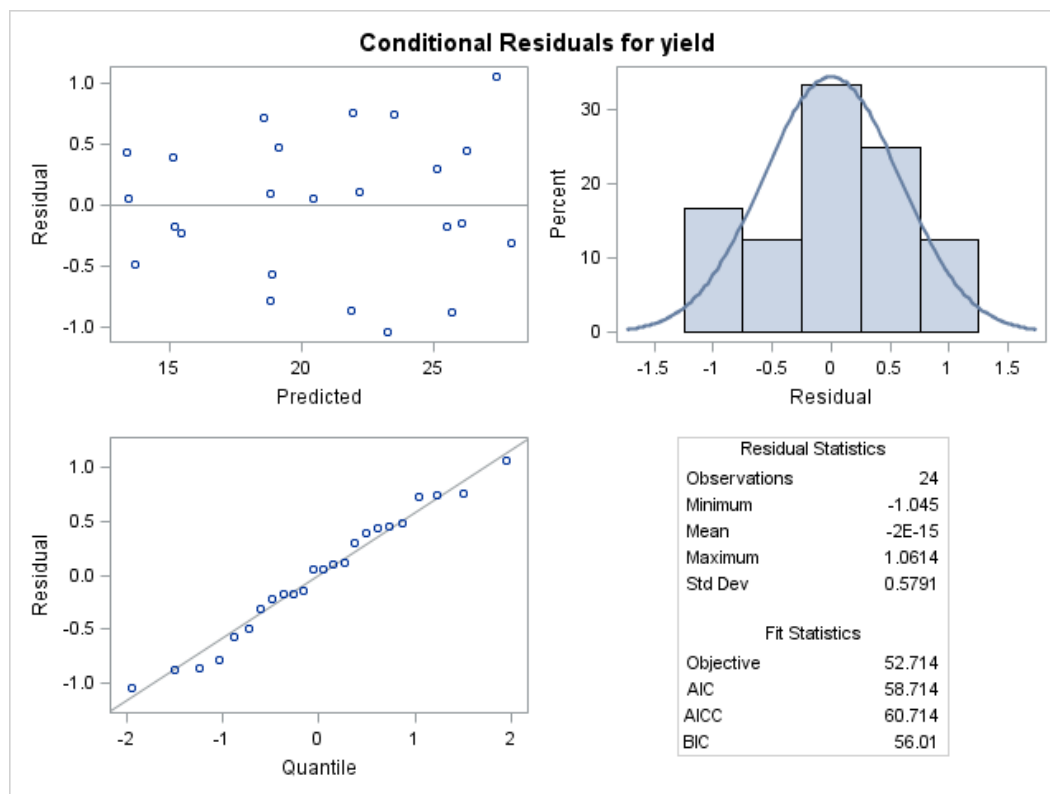 Conditional Residuals for yield
1.0
0.5
0.0
-0.5
-1.0
Residual
15 20 25
Predicted
30
20
10
0
Percent
-1.5 -1 -0.5 0 0.5 1 1.5
Residual
1.0
0.5
0.0
-0.5
-1.0
Residual
-2 -1 0 1 2
Quantile
Residual Statistics
Observations 24
Minimum -1.045
Mean -2E-15
Maximum 1.0614
Std Dev 0.5791
Fit Statistics
Objective 52.714
AIC 58.714
AICC 60.714
BIC 56.01